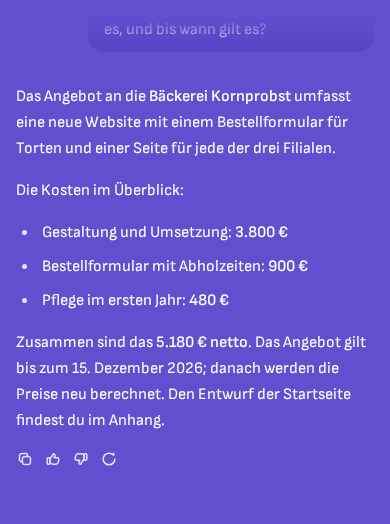 es, und bis wann gilt es?
Das Angebot an die Bäckerei Kornprobst umfasst
eine neue Website mit einem Bestellformular für
Torten und einer Seite für jede der drei Filialen.
Die Kosten im Überblick:
Gestaltung und Umsetzung: 3.800 €
Bestellformular mit Abholzeiten: 900 €
Pflege im ersten Jahr: 480 €
Zusammen sind das 5.180 € netto. Das Angebot gilt
bis zum 15. Dezember 2026; danach werden die
Preise neu berechnet. Den Entwurf der Startseite
findest du im Anhang.